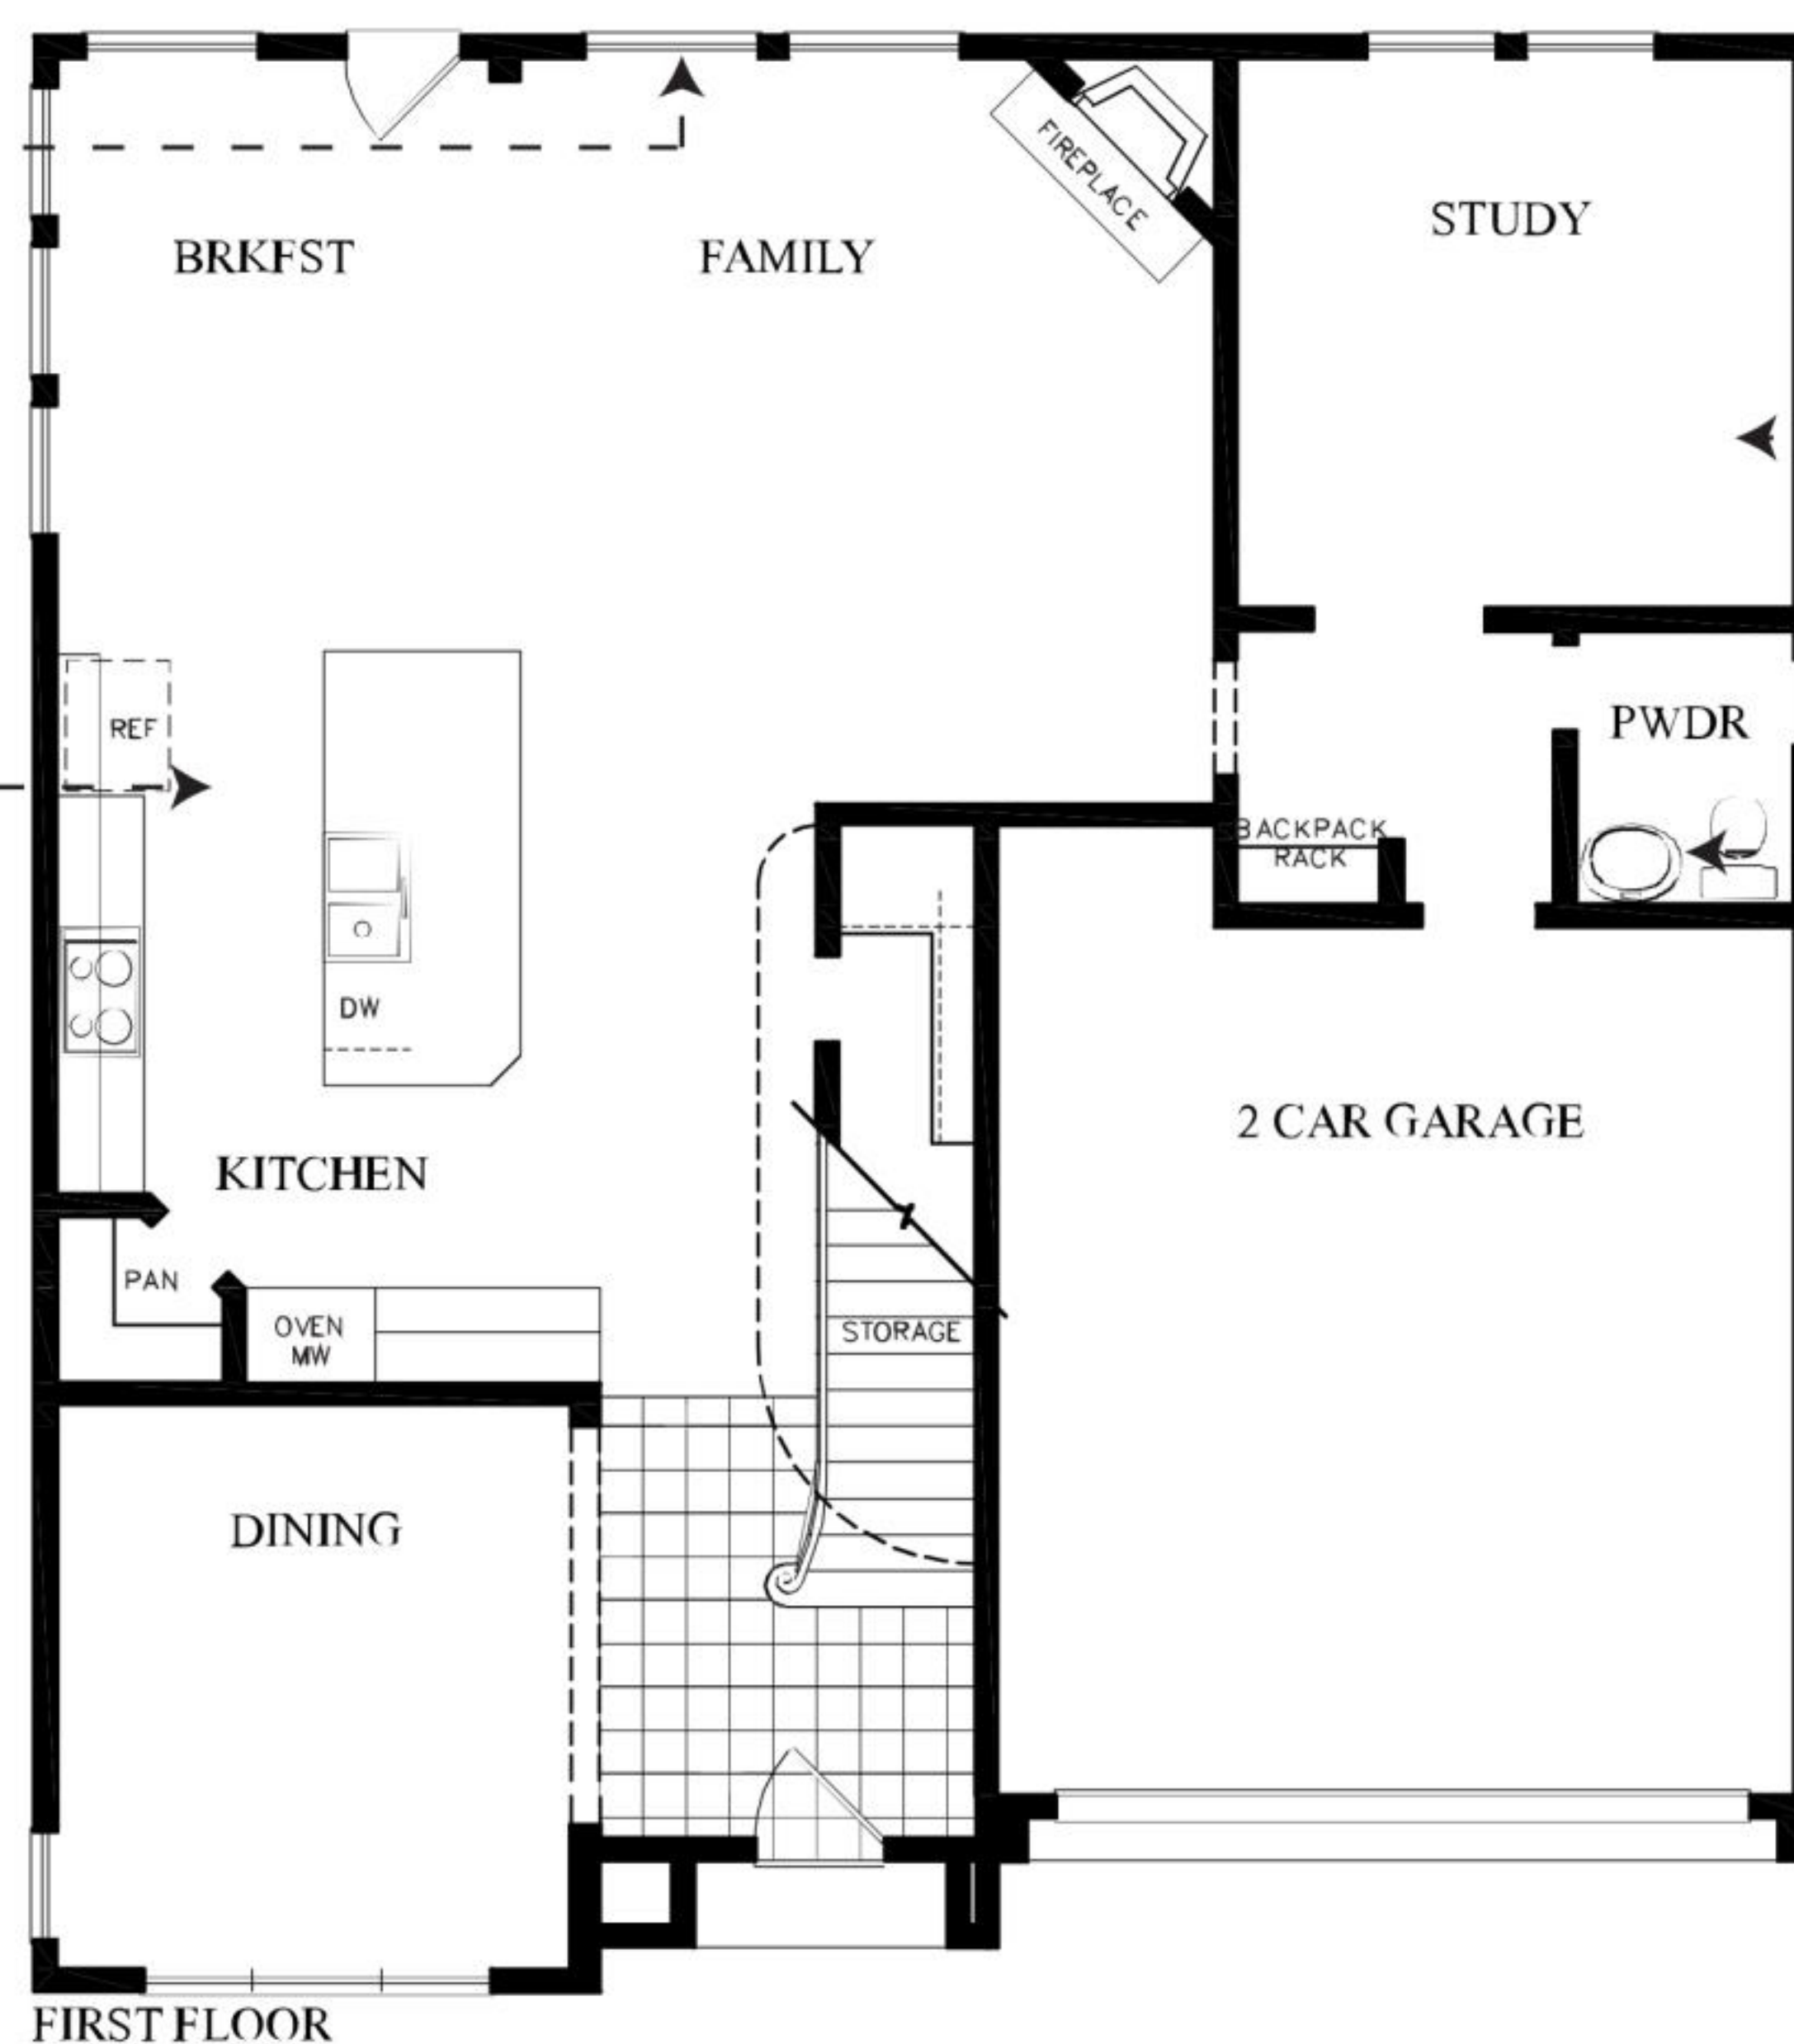 FIREPLACE
STUDY
BRKFST
FAMILY
REF
PWDR
BACKPACK
RACK
DW
2 CAR GARAGE
KITCHEN
PAN
OVEN
MW
STORAGE
DINING
FIRST FLOOR